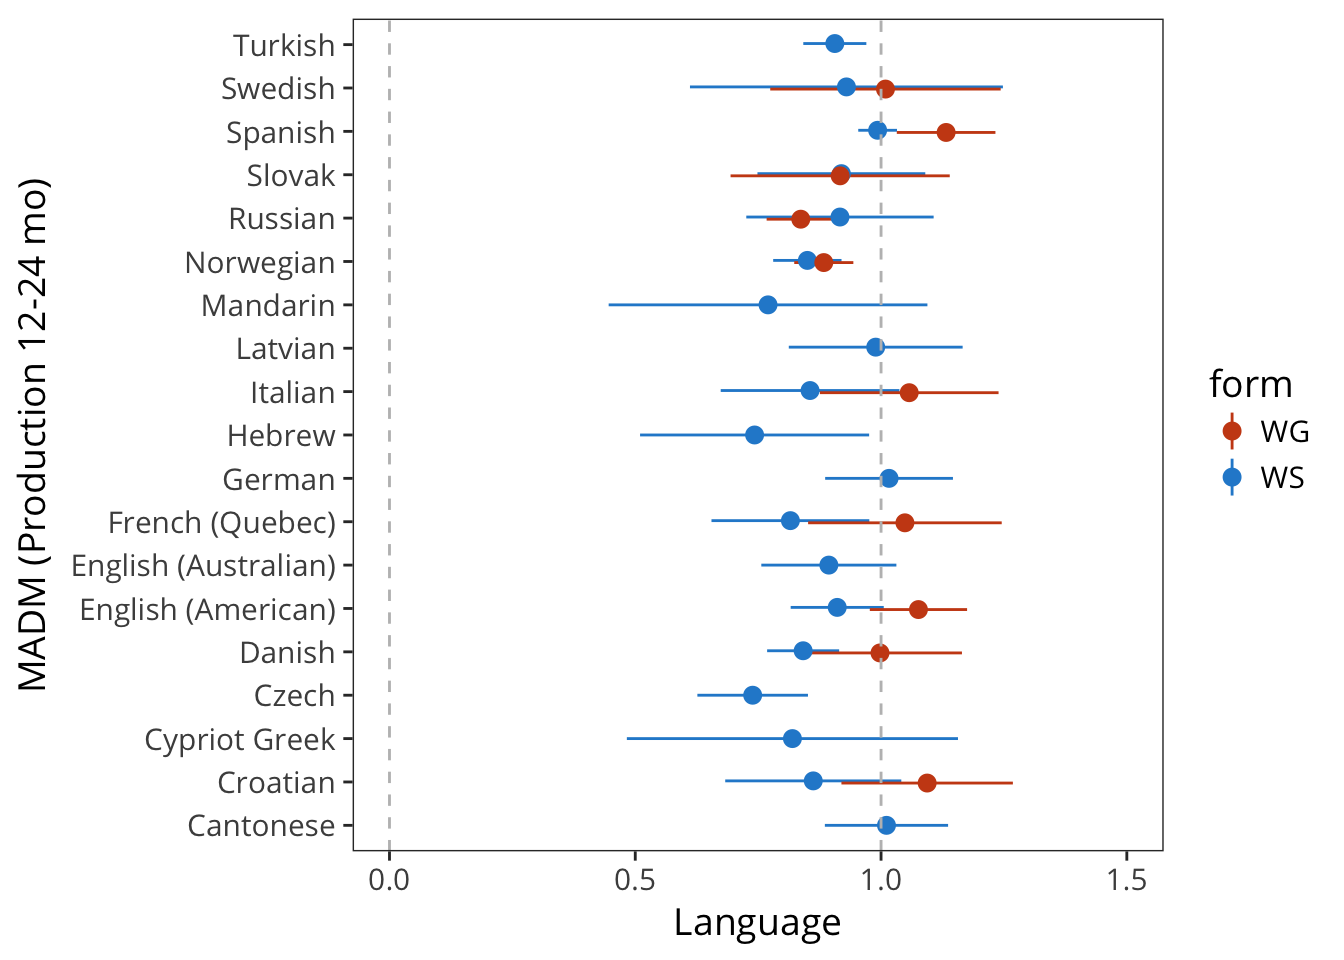 MADM (Production 12-24 mo)
Turkish
Swedish
Spanish
Slovak
Russian
Norwegian
Mandarin
Latvian
Italian
Hebrew
German
French (Quebec)
English (Australian)
English (American)
Danish
Czech
Cypriot Greek
Croatian
Cantonese
0.0 0.5 1.0 1.5
Language
form
WG
WS